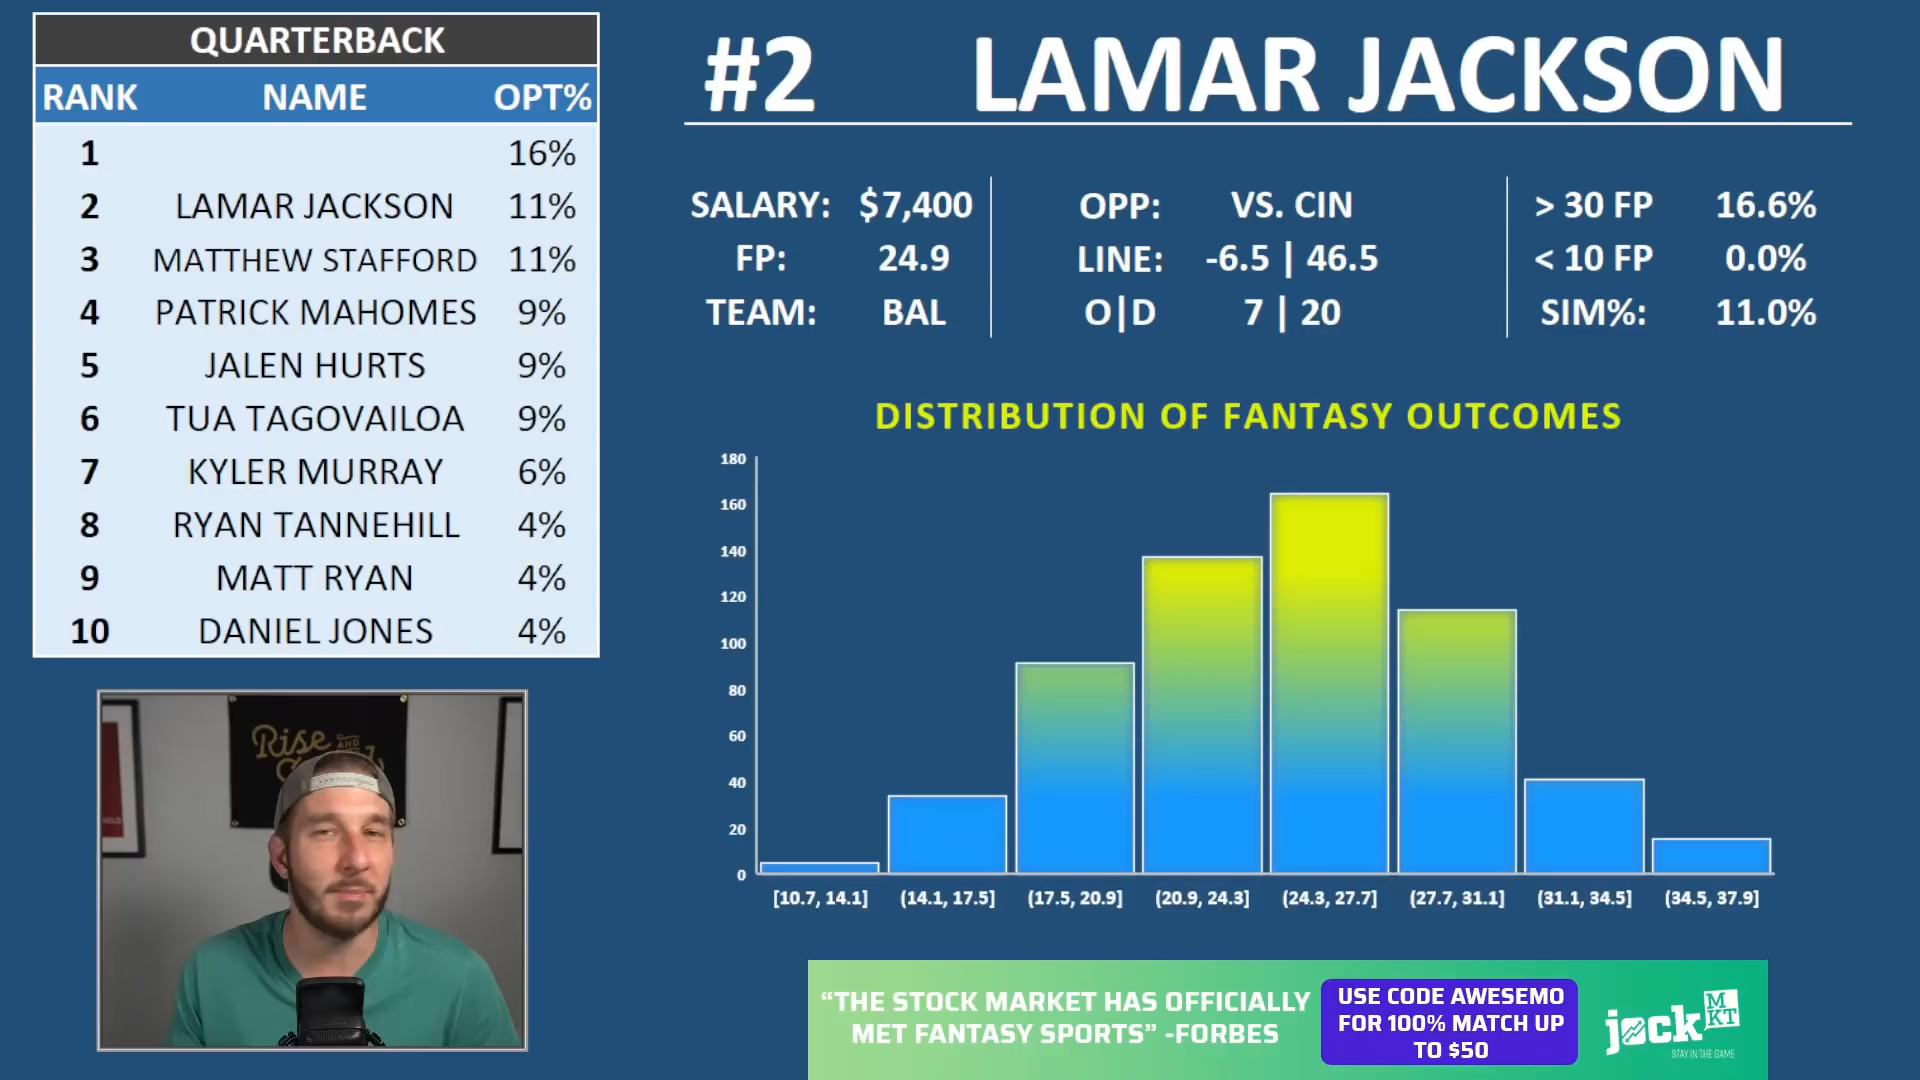 QUARTERBACK
RANK NAME OPT%
1 16%
2 LAMAR JACKSON 11%
3 MATTHEW STAFFORD 11%
4 PATRICK MAHOMES 9%
5 JALEN HURTS 9%
6 TUA TAGOVAILOA 9%
7 KYLER MURRAY 6%
8 RYAN TANNEHILL 4%
9 MATT RYAN 4%
10 DANIEL JONES 4%
#2 LAMAR JACKSON
SALARY: $7,400
FP: 24.9
TEAM: BAL
OPP: VS. CIN
LINE: -6.5 | 46.5
O|D 7 | 20
> 30 FP 16.6%
< 10 FP 0.0%
SIM%: 11.0%
DISTRIBUTION OF FANTASY OUTCOMES
180
160
140
120
100
80
60
40
20
0
[10.7, 14.1] (14.1, 17.5] (17.5, 20.9] (20.9, 24.3] (24.3, 27.7] (27.7, 31.1] (31.1, 34.5] (34.5, 37.9]
Rise AND
“THE STOCK MARKET HAS OFFICIALLY
MET FANTASY SPORTS” -FORBES
USE CODE AWESEMO
FOR 100% MATCH UP
TO $50
jock MKT
STAY IN THE GAME